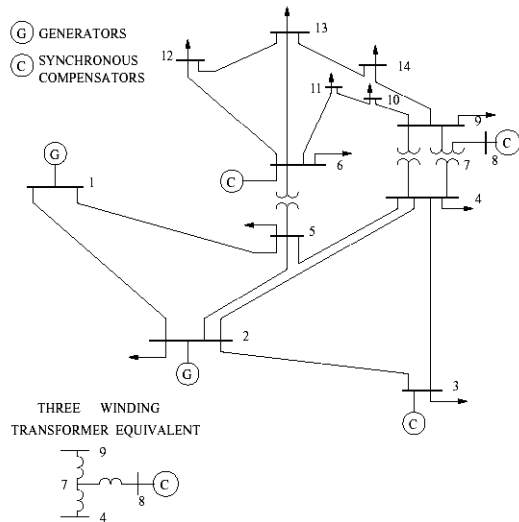 G GENERATORS
C SYNCHRONOUS
COMPENSATORS
13
12
14
11
10
9
C
8
7
6
C
G
1
4
5
2
G
3
C
THREE WINDING
TRANSFORMER EQUIVALENT
9
7
C
8
4